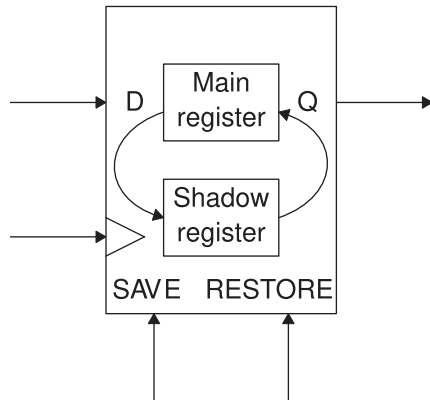 Main
D
register
Q
Shadow
register
SAVE RESTORE